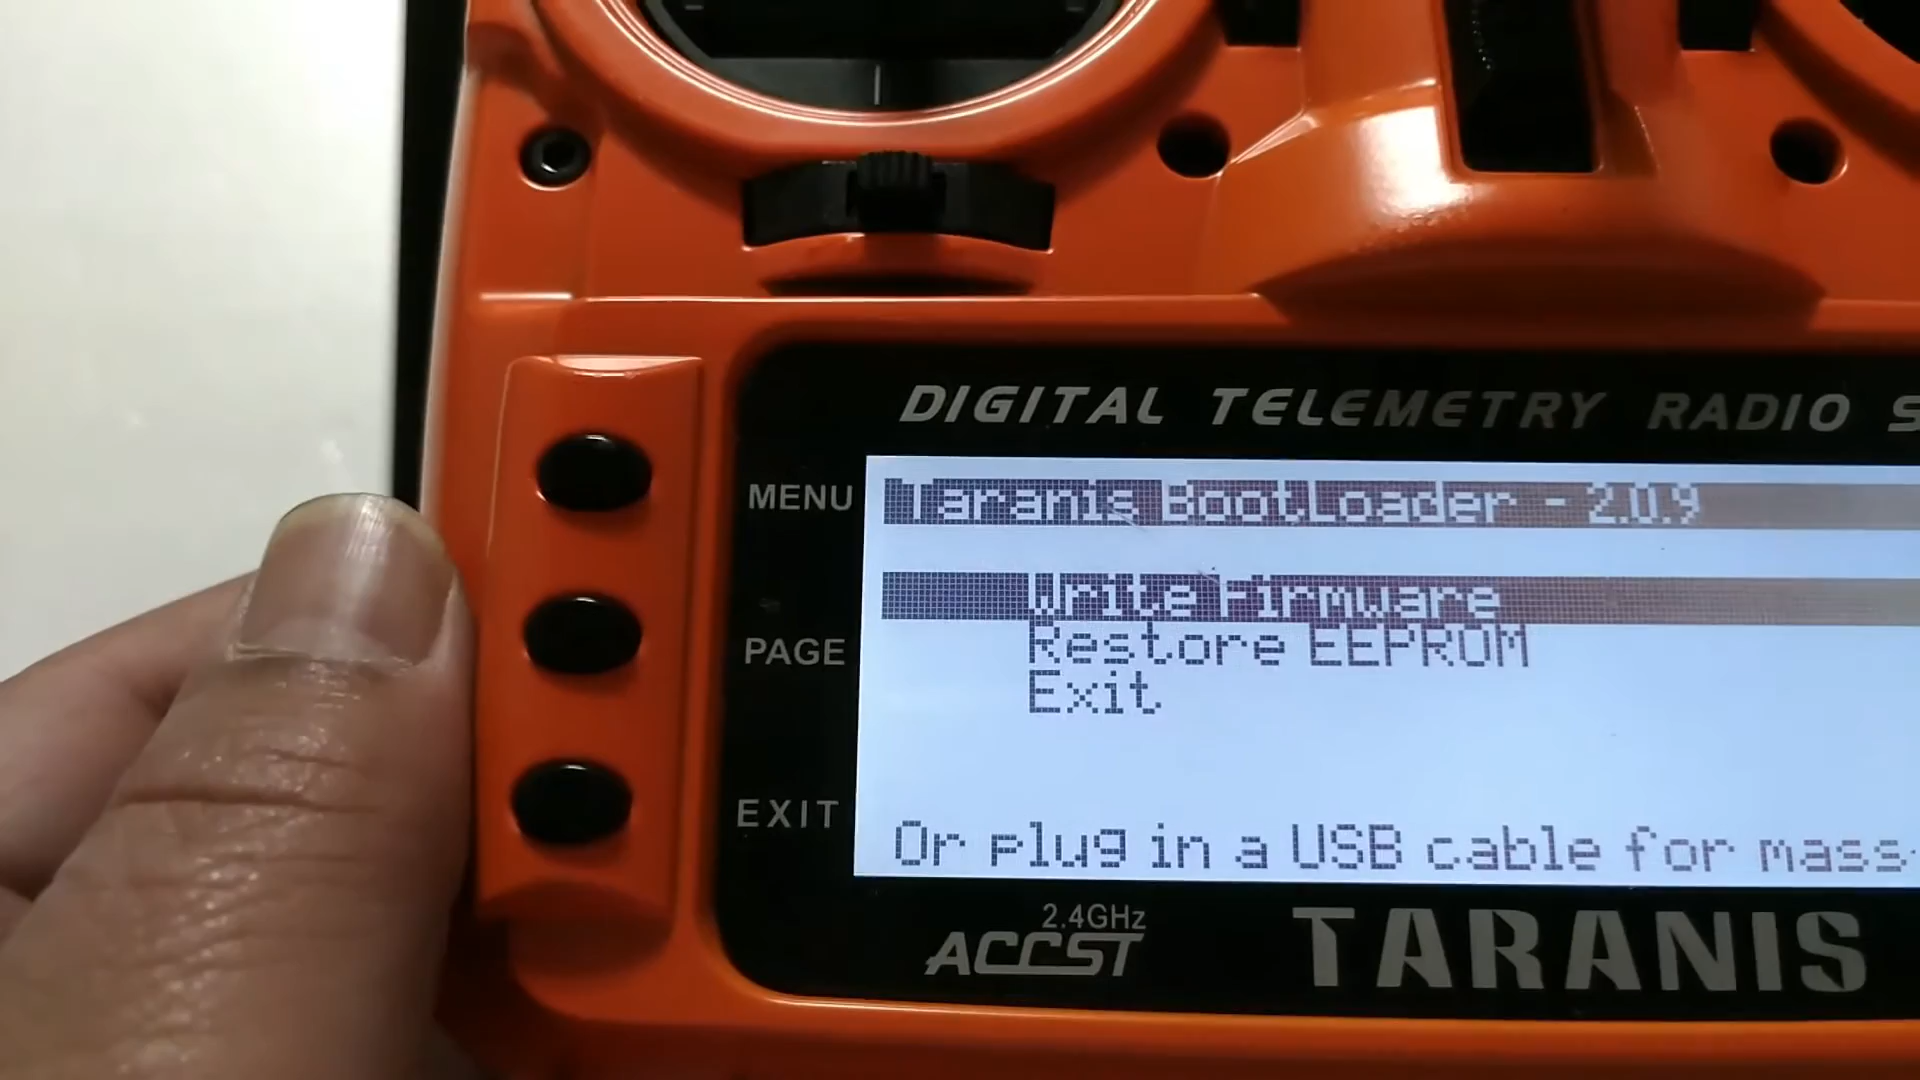 DIGITAL TELEMETRY RADIO S
MENU
Taranis BootLoader - 2.0.9
Write Firmware
PAGE
Restore EEPROM
Exit
EXIT
Or plug in a USB cable for mass
2.4GHz
ACCST
TARANIS